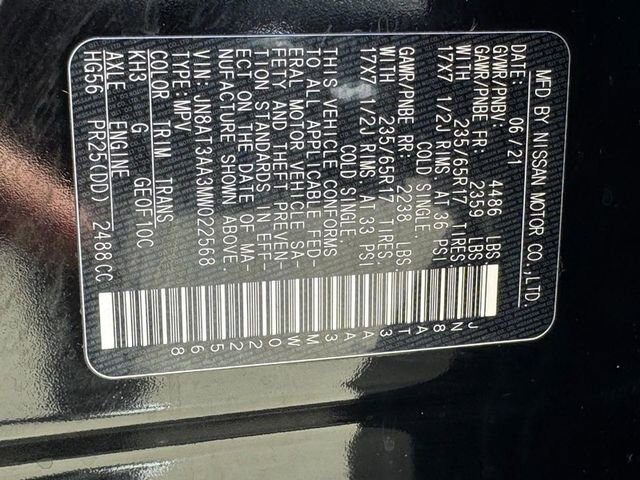 MFD BY NISSAN MOTOR CO.,LTD.
06/21
GVWR/PNBV: 4486 LBS
GAWR/PNBE FR: 2359 LBS
WITH 235/65R17 TIRES:
17X7 1/2J RIMS AT 36 PSI
COLD SINGLE.
GAWR/PNBE RR: 2238 LBS
WITH 235/65R17 TIRES:
17X7 1/2J RIMS AT 33 PSI
COLD SINGLE.
THIS VEHICLE CONFORMS
TO ALL APPLICABLE FED-
ERAL MOTOR VEHICLE SA-
FETY AND THEFT PREVEN-
TION STANDARDS IN EFF-
ECT ON THE DATE OF MA-
NUFACTURE SHOWN ABOVE.
VIN: JN8AT3AA3MW022568
TYPE:MPV
COLOR TRIM TRANS
KH3 G GE0F10C
AXLE ENGINE
HG56 PR25(DD) 2488CC
JN8AT3AA3MW022568